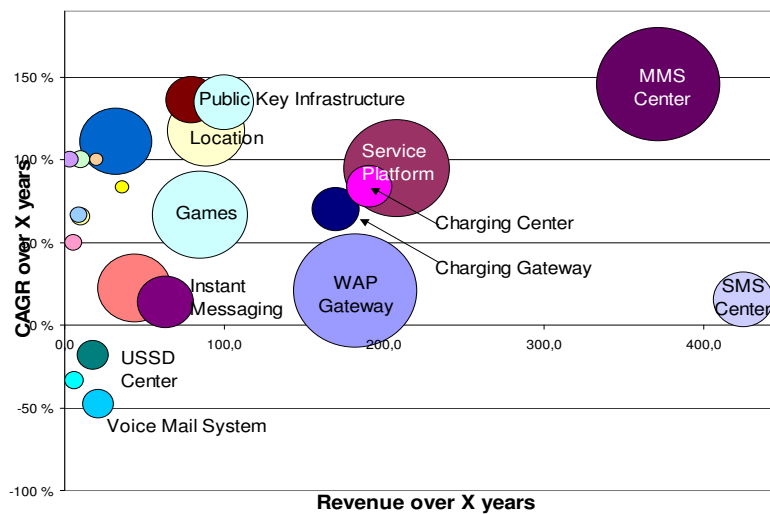 150 %
MMS
Center
Public Key Infrastructure
Location
Service
Platform
100 %
Games
Charging Center
Charging Gateway
50 %
CAGR over X years
Instant
Messaging
WAP
Gateway
SMS
Center
0 %
0,0
100,0
200,0
300,0
400,0
USSD
Center
-50 %
Voice Mail System
-100 %
Revenue over X years